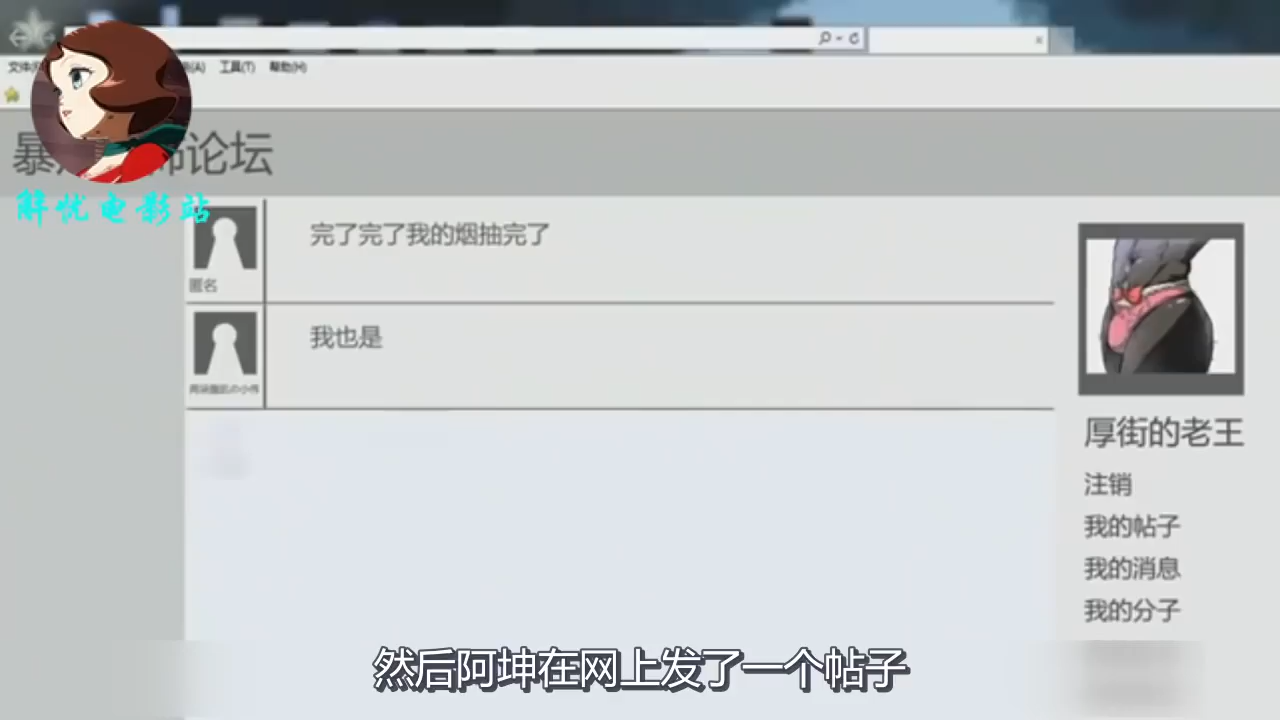 工具(T) 帮助(H)
论坛
解忧电影站
完了完了我的烟抽完了
匿名
我也是
厚街的老王
注销
我的帖子
我的消息
我的分子
然后阿坤在网上发了一个帖子